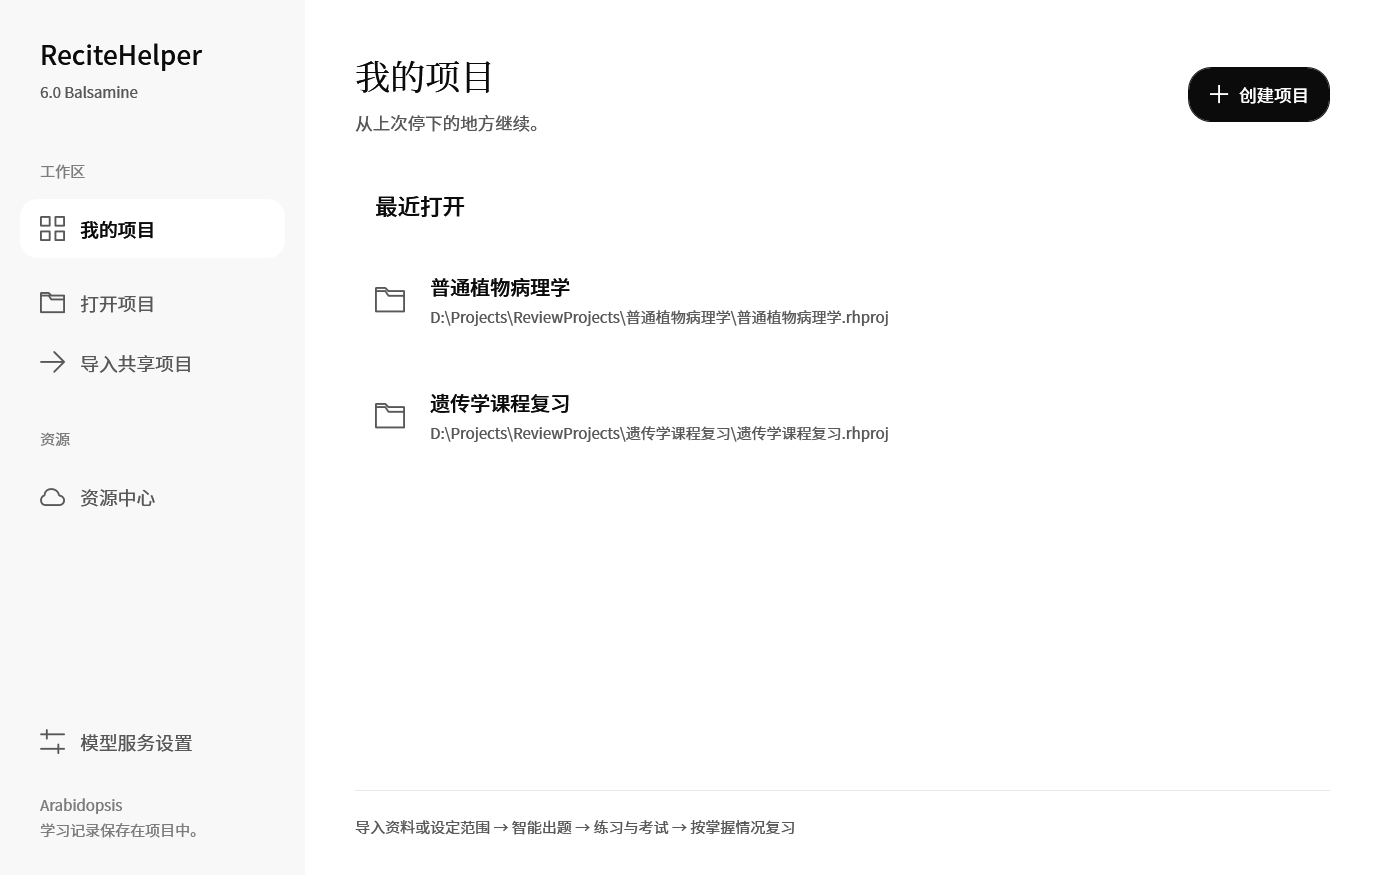 ReciteHelper
6.0 Balsamine
工作区
我的项目
打开项目
导入共享项目
资源
资源中心
模型服务设置
Arabidopsis
学习记录保存在项目中。
我的项目
从上次停下的地方继续。
创建项目
最近打开
普通植物病理学
D:\Projects\ReviewProjects\普通植物病理学\普通植物病理学.rhproj
遗传学课程复习
D:\Projects\ReviewProjects\遗传学课程复习\遗传学课程复习.rhproj
导入资料或设定范围 → 智能出题 → 练习与考试 → 按掌握情况复习